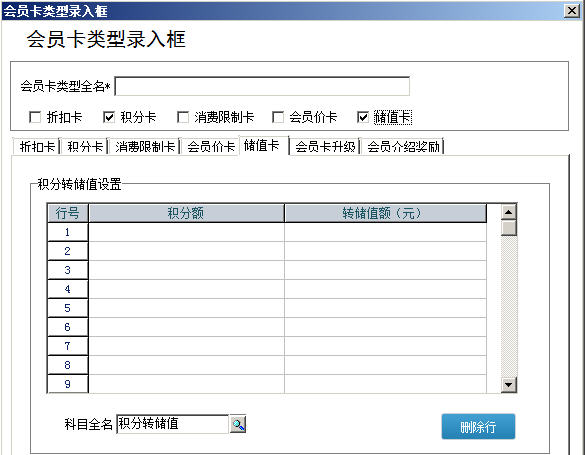 会员卡类型录入框
会员卡类型录入框
会员卡类型全名*
折扣卡 积分卡 消费限制卡 会员价卡 储值卡
折扣卡 积分卡 消费限制卡 会员价卡 储值卡 会员卡升级 会员介绍奖励
积分转储值设置
行号 积分额 转储值额（元）
1
2
3
4
5
6
7
8
9
科目全名 积分转储值 删除行